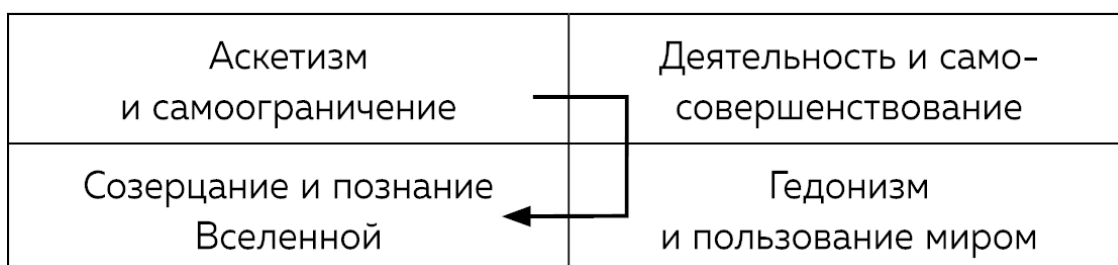 Аскетизм
и самоограничение
Деятельность и само-
совершенствование
Созерцание и познание
Вселенной
Гедонизм
и пользование миром